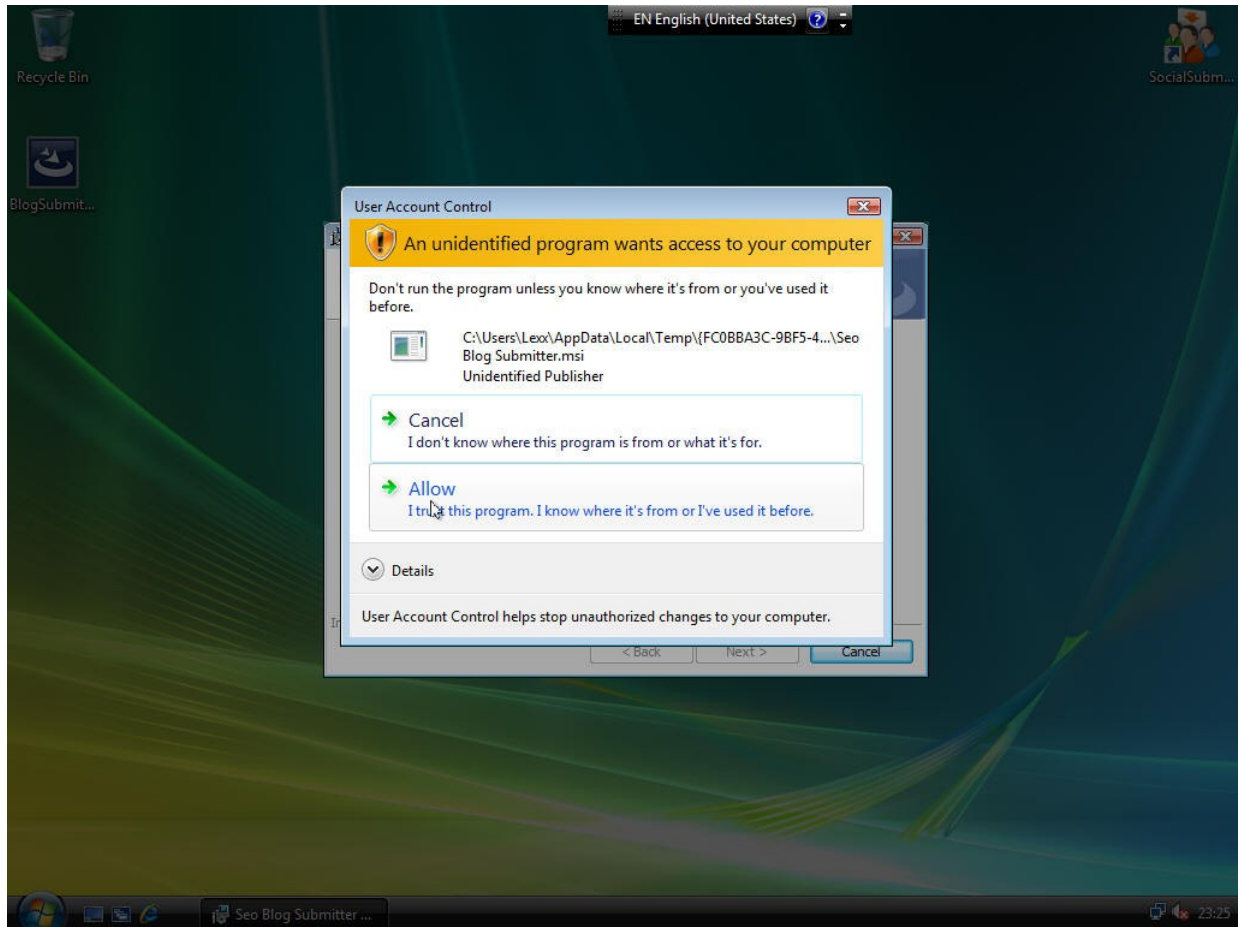 EN English (United States)
Recycle Bin
SocialSubm...
BlogSubmit...
User Account Control
An unidentified program wants access to your computer
Don't run the program unless you know where it's from or you've used it
before.
C:\Users\Lexx\AppData\Local\Temp\{FC0BBA3C-9BF5-4...\Seo
Blog Submitter.msi
Unidentified Publisher
Cancel
I don't know where this program is from or what it's for.
Allow
I trust this program. I know where it's from or I've used it before.
Details
User Account Control helps stop unauthorized changes to your computer.
< Back Next > Cancel
Seo Blog Submitter ...
23:25